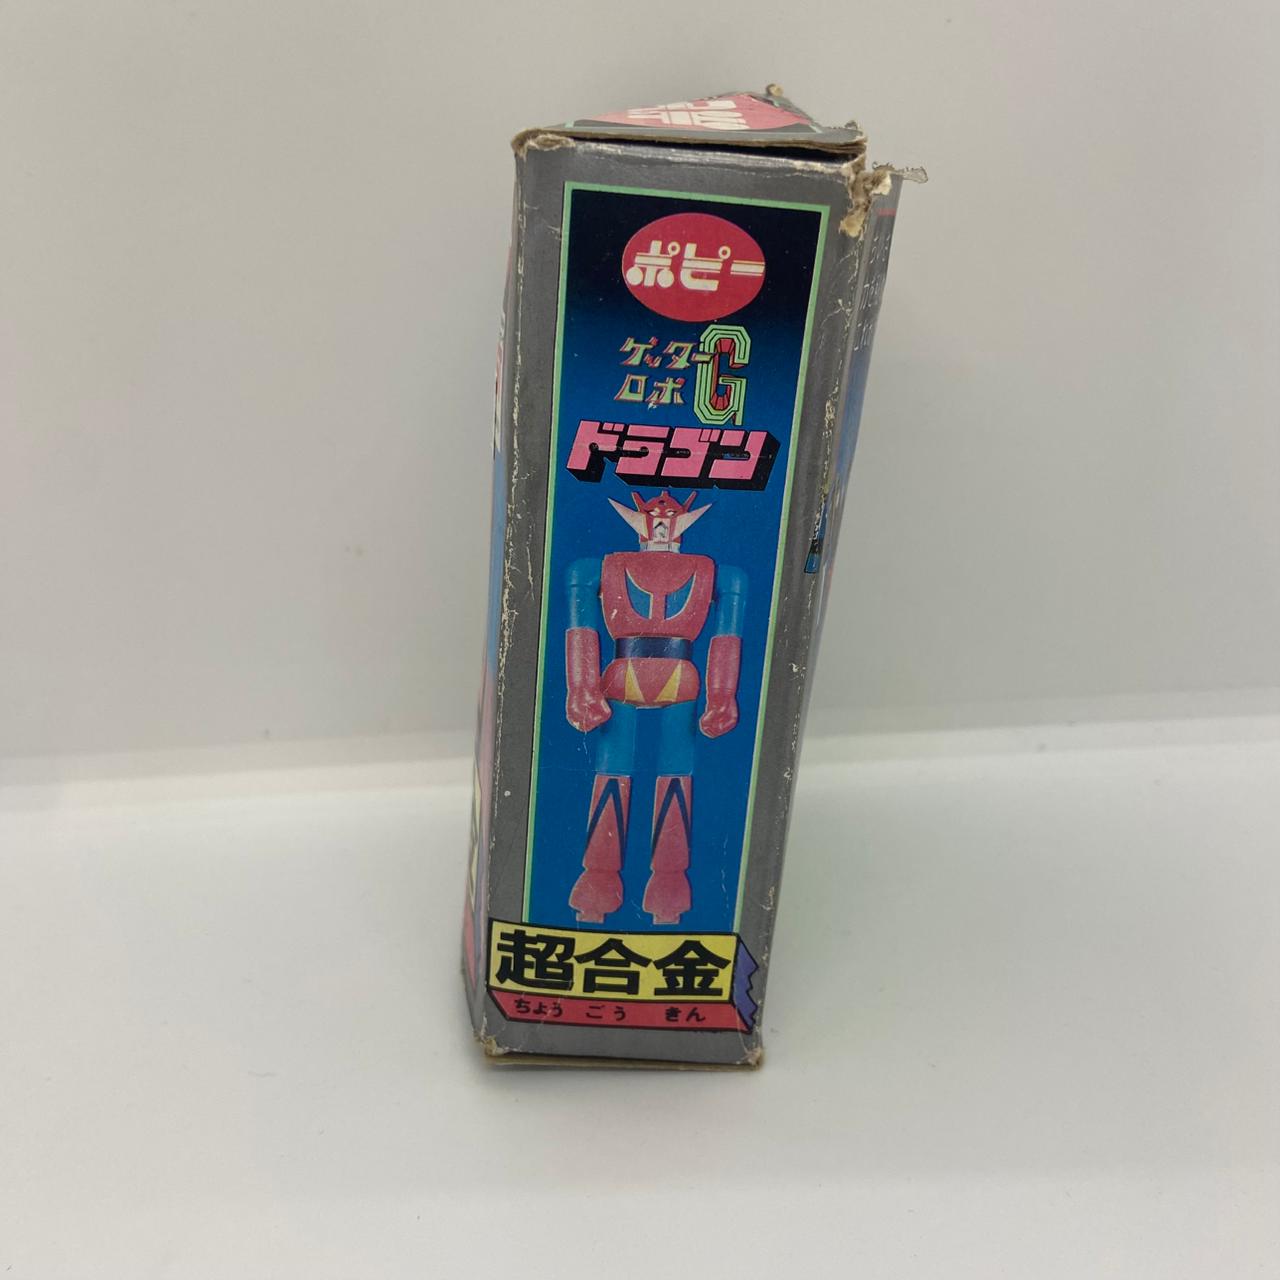 ポピー
ゲッター
ロボG
ドラゴン
超合金
ちょう ごう きん